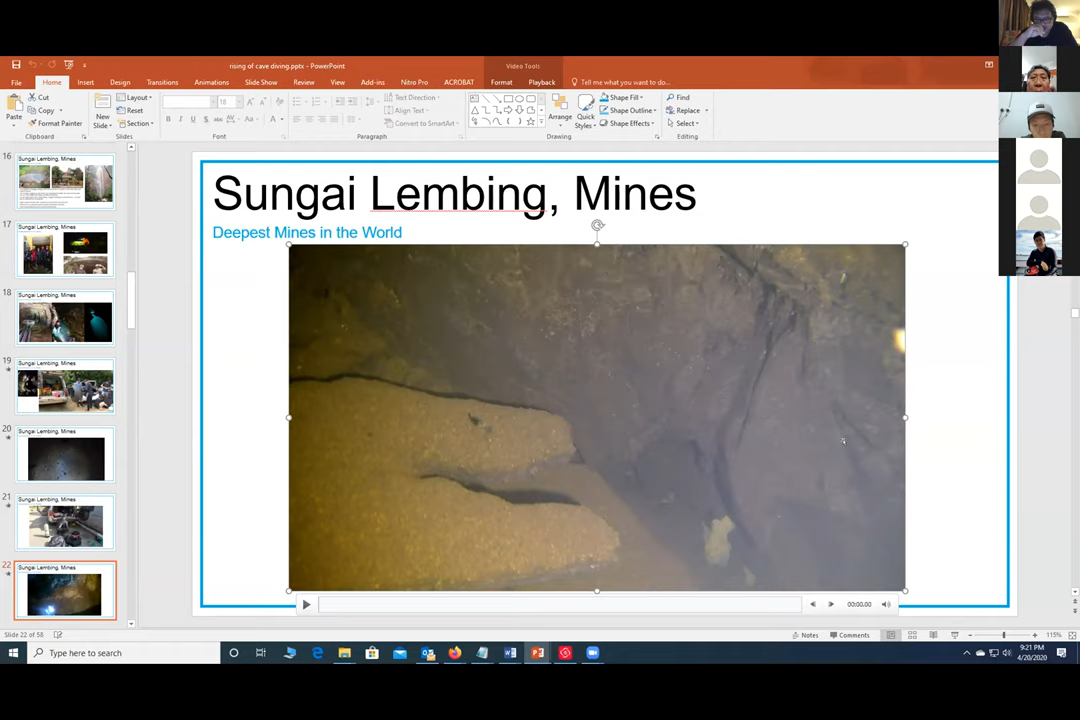 rising of cave diving.pptx - PowerPoint
Video Tools
File Home Insert Design Transitions Animations Slide Show Review View Add-ins Nitro Pro ACROBAT Format Playback Tell me what you want to do...
Paste
Cut
Copy
Format Painter
Clipboard
New Slide
Layout
Reset
Section
Slides
18
Font
Text Direction
Align Text
Convert to SmartArt
Paragraph
Arrange
Quick Styles
Shape Fill
Shape Outline
Shape Effects
Drawing
Find
Replace
Select
Editing
16
Sungai Lembing, Mines
17
Sungai Lembing, Mines
18
Sungai Lembing, Mines
19
Sungai Lembing, Mines
20
Sungai Lembing, Mines
21
Sungai Lembing, Mines
22
Sungai Lembing, Mines
Sungai Lembing, Mines
Deepest Mines in the World
00:00.00
Slide 22 of 58
Notes Comments 115%
Type here to search
9:21 PM
4/20/2020